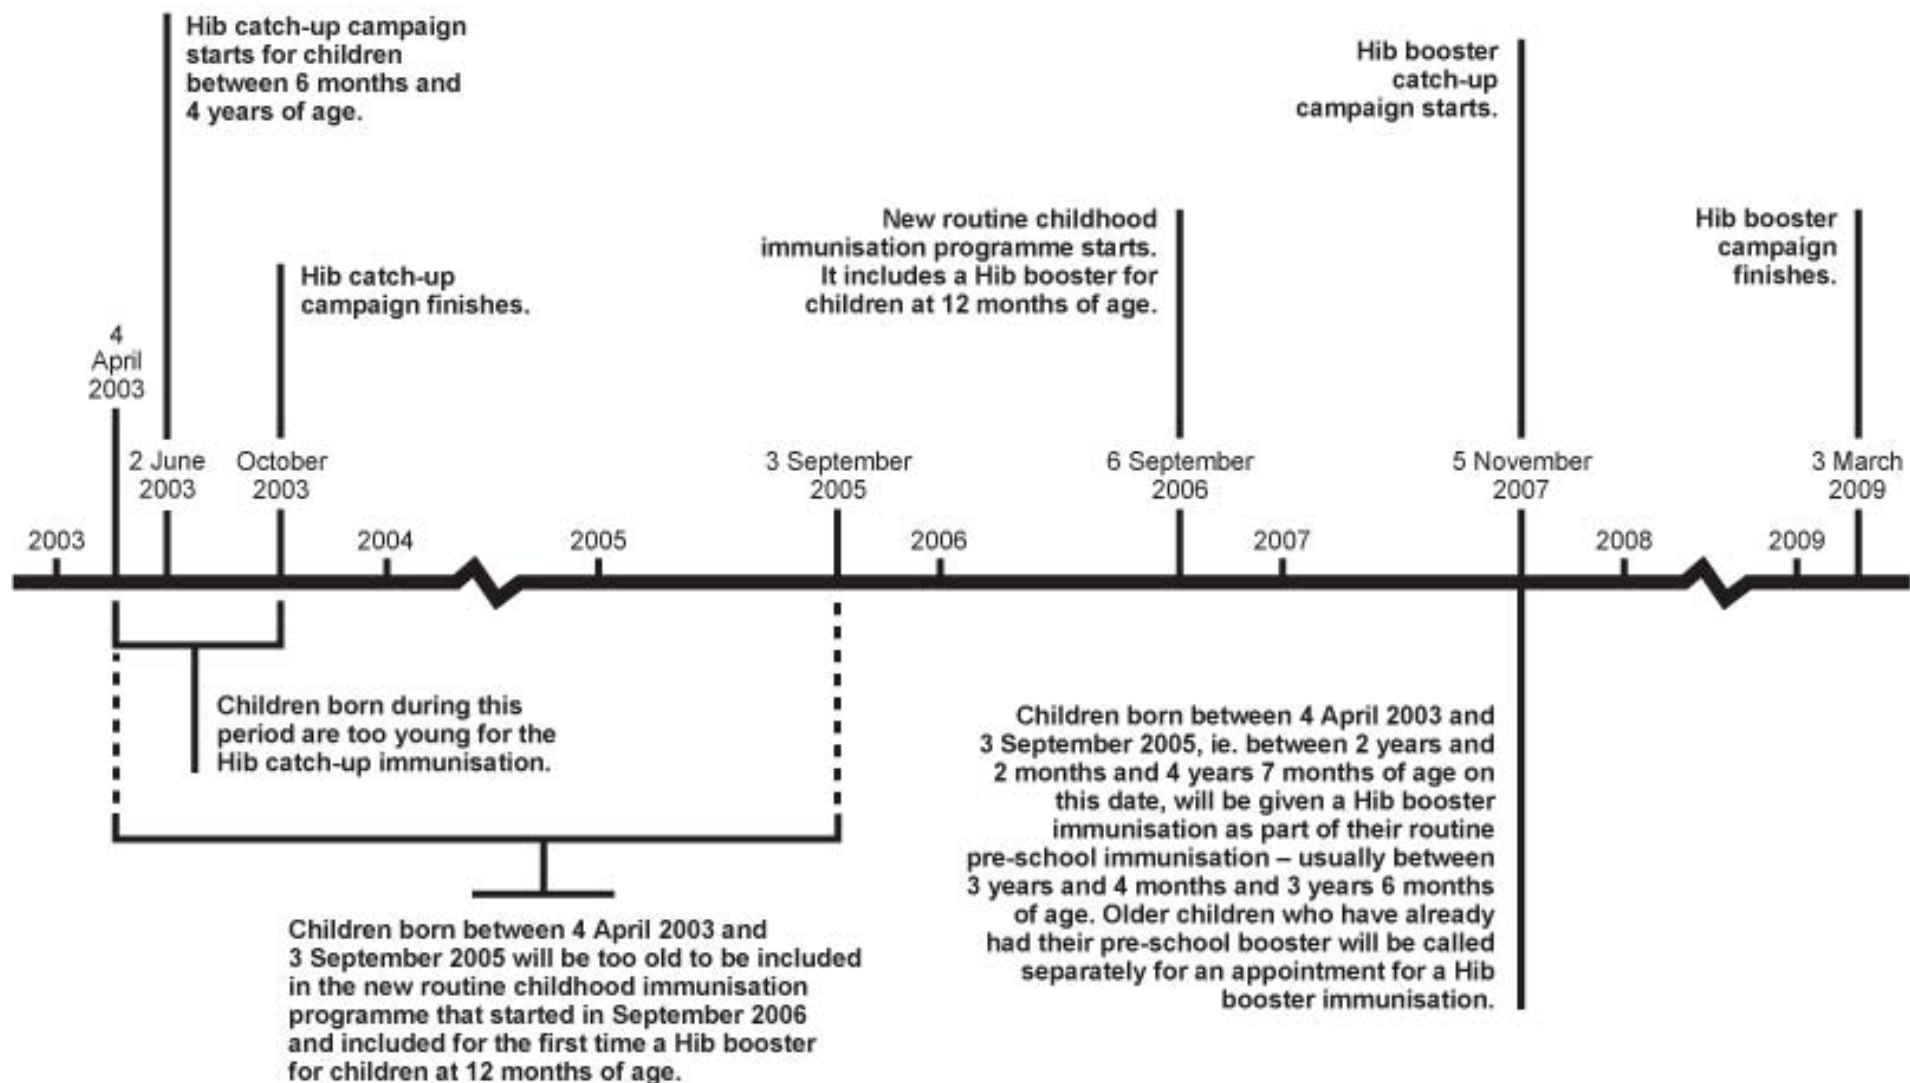 Hib catch-up campaign
starts for children
between 6 months and
4 years of age.
Hib booster
catch-up
campaign starts.
New routine childhood
immunisation programme starts.
It includes a Hib booster for
children at 12 months of age.
Hib booster
campaign
finishes.
Hib catch-up
campaign finishes.
4
April
2003
2 June
2003
October
2003
3 September
2005
6 September
2006
5 November
2007
3 March
2009
2003
2004
2005
2006
2007
2008
2009
Children born during this
period are too young for the
Hib catch-up immunisation.
Children born between 4 April 2003 and
3 September 2005, ie. between 2 years and
2 months and 4 years 7 months of age on
this date, will be given a Hib booster
immunisation as part of their routine
pre-school immunisation – usually between
3 years and 4 months and 3 years 6 months
of age. Older children who have already
had their pre-school booster will be called
separately for an appointment for a Hib
booster immunisation.
Children born between 4 April 2003 and
3 September 2005 will be too old to be included
in the new routine childhood immunisation
programme that started in September 2006
and included for the first time a Hib booster
for children at 12 months of age.